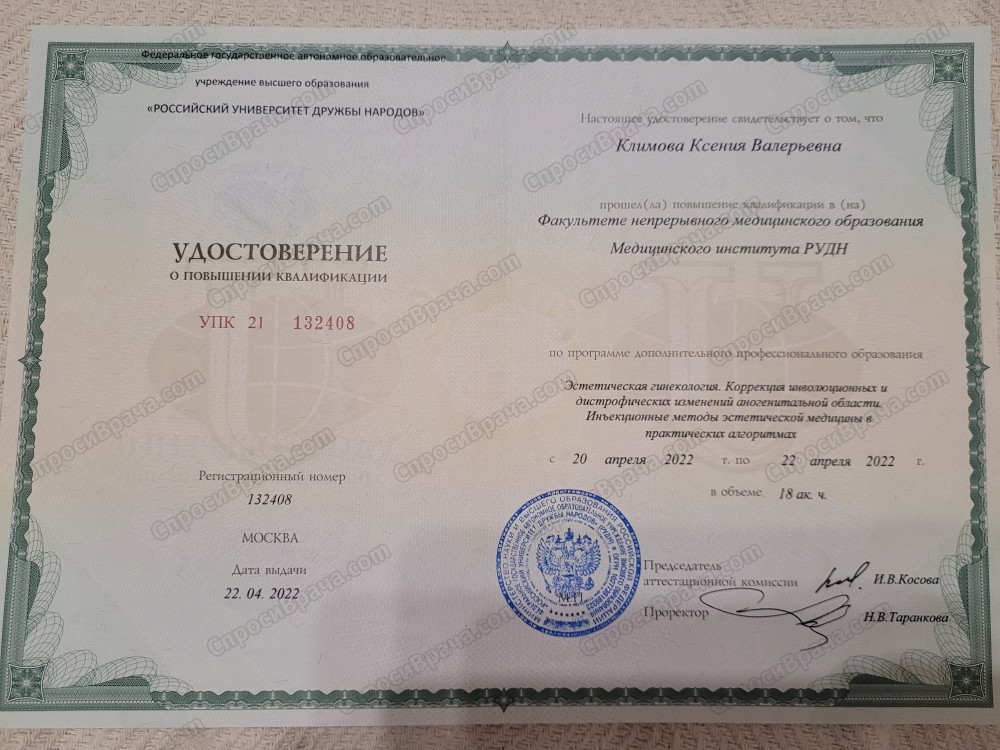 Федеральное государственное автономное образовательное
учреждение высшего образования
«РОССИЙСКИЙ УНИВЕРСИТЕТ ДРУЖБЫ НАРОДОВ»
УДОСТОВЕРЕНИЕ
О ПОВЫШЕНИИ КВАЛИФИКАЦИИ
УПК 21 132408
Регистрационный номер
132408
МОСКВА
Дата выдачи
22. 04. 2022
Настоящее удостоверение свидетельствует о том, что
Климова Ксения Валерьевна
прошел(ла) повышение квалификации в (на)
Факультете непрерывного медицинского образования
Медицинского института РУДН
по программе дополнительного профессионального образования
Эстетическая гинекология. Коррекция инволюционных и
дистрофических изменений аногенитальной области.
Инъекционные методы эстетической медицины в
практических алгоритмах
с 20 апреля 2022 г. по 22 апреля 2022 г.
в объеме 18 ак. ч.
Председатель
аттестационной комиссии И.В.Косова
Проректор Н.В.Таранкова
М.П.
СпросиВрача.com